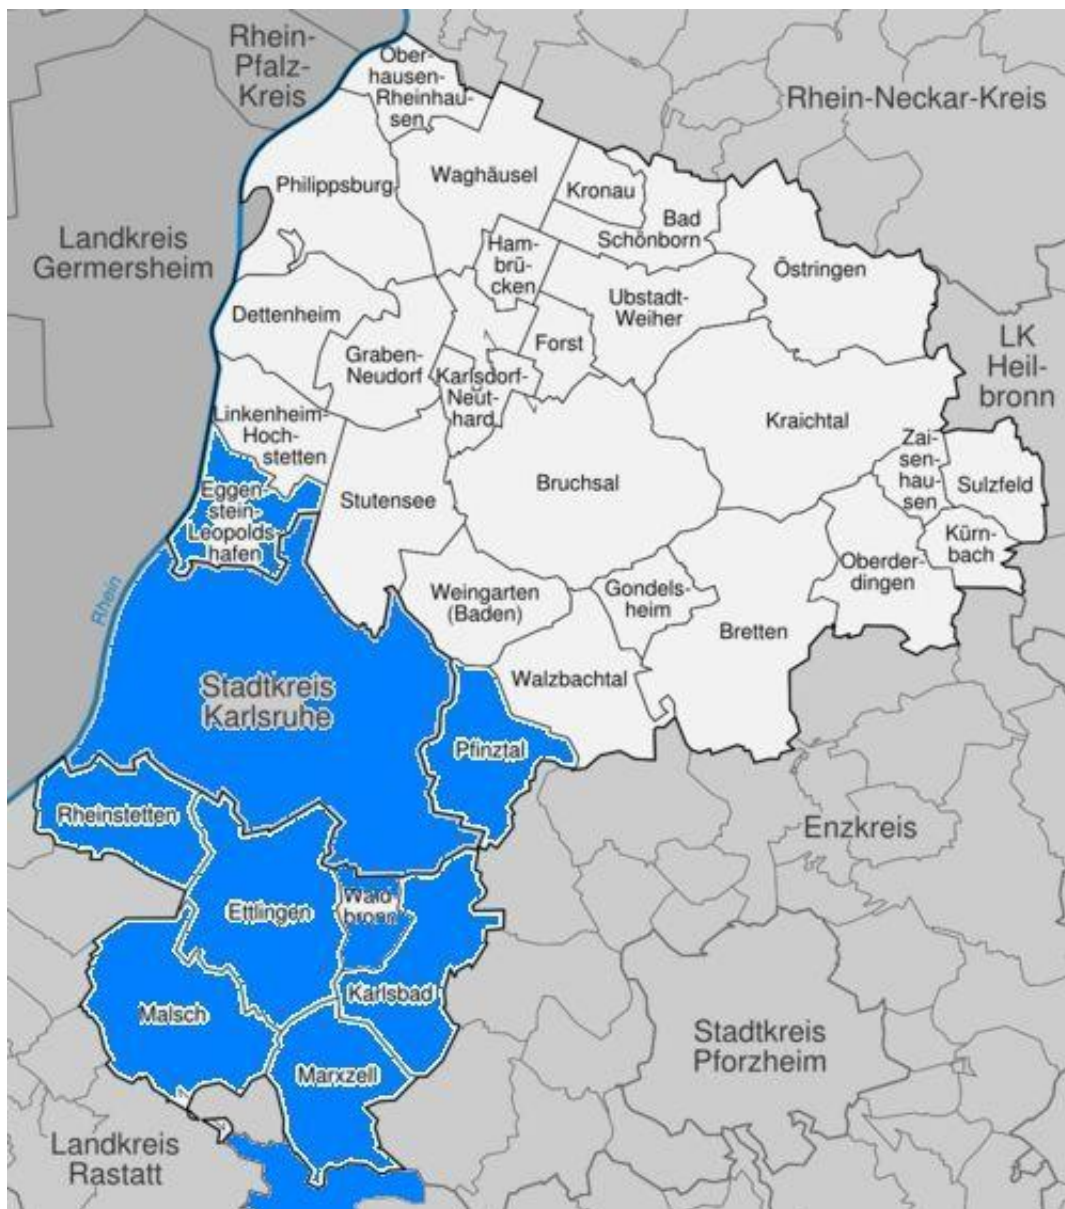 Rhein-
Pfalz-
Kreis
Ober-
hausen-
Rheinhau-
sen
Rhein-Neckar-Kreis
Philippsburg
Waghäusel
Kronau
Bad
Schönborn
Landkreis
Germersheim
Ham-
brü-
cken
Östringen
Dettenheim
Ubstadt-
Weiher
Forst
LK
Heil-
bronn
Graben-
Neudorf
Karlsdorf-
Neut-
hard
Linkenheim-
Hoch-
stetten
Kraichtal
Zai-
sen-
hau-
sen
Sulzfeld
Eggen
stein-
Leopolds
hafen
Stutensee
Bruchsal
Kürn-
bach
Oberder-
dingen
Weingarten
(Baden)
Gondels-
heim
Bretten
Rhein
Walzbachtal
Stadtkreis
Karlsruhe
Pfinztal
Rheinstetten
Enzkreis
Wald
bronn
Ettlingen
Karlsbad
Malsch
Stadtkreis
Pforzheim
Marxzell
Landkreis
Rastatt